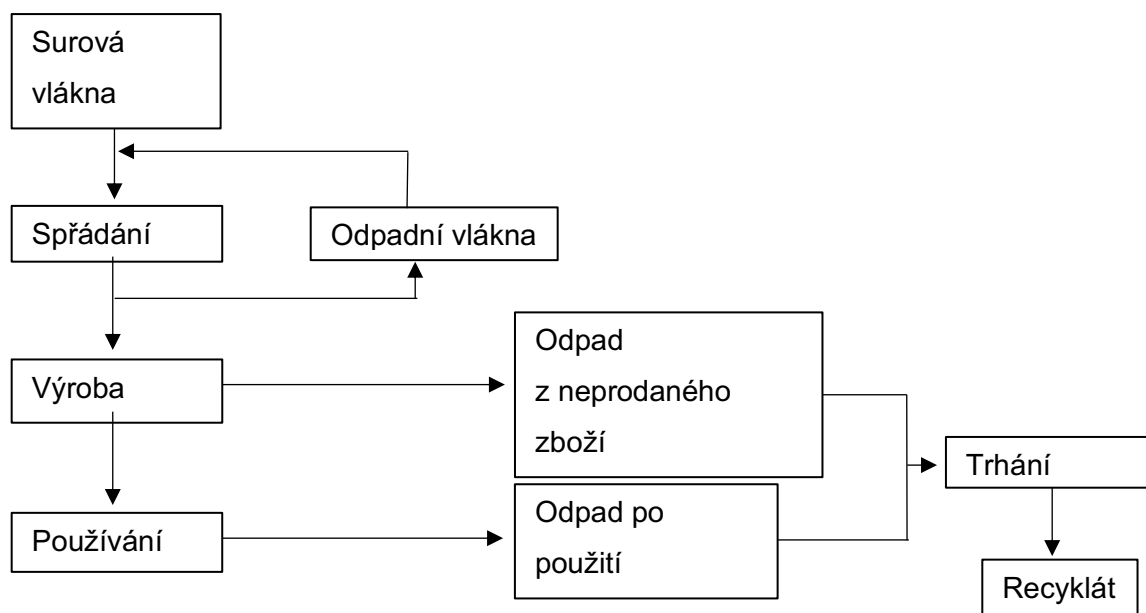 Surová
vlákna
Spřádání
Odpadní vlákna
Výroba
Odpad
z neprodaného
zboží
Trhání
Používání
Odpad po
použití
Recyklát